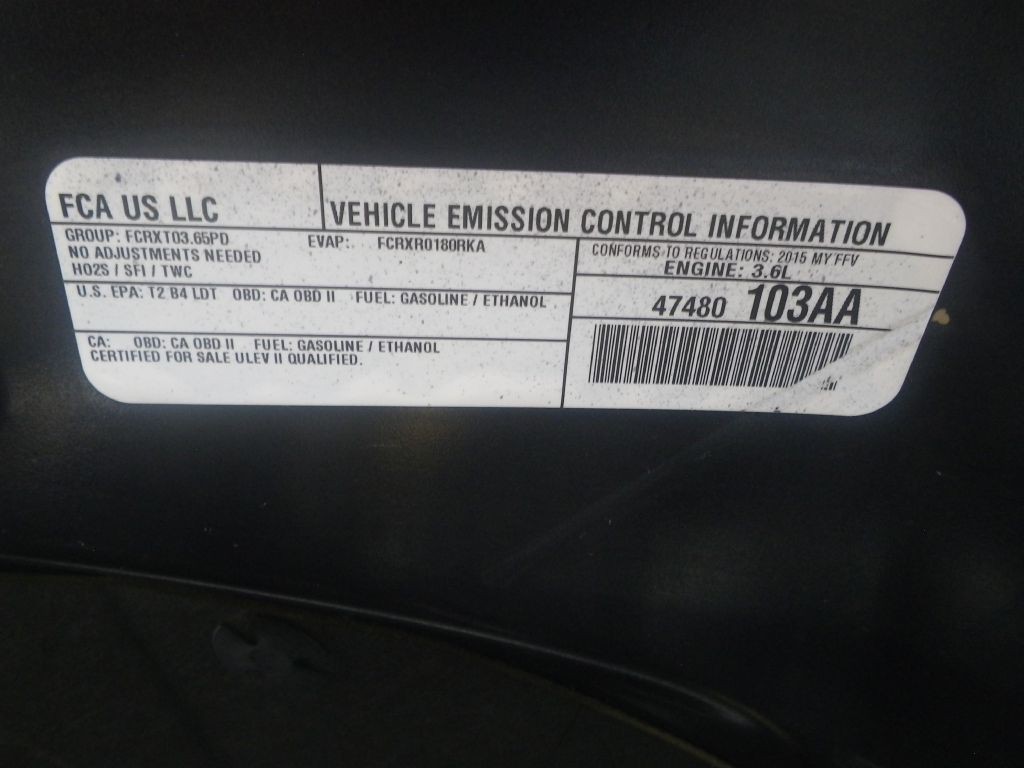 FCA US LLC
VEHICLE EMISSION CONTROL INFORMATION
GROUP: FCRXT03.65PD EVAP: FCRXR0180RKA
NO ADJUSTMENTS NEEDED
HO2S / SFI / TWC
CONFORMS TO REGULATIONS: 2015 MY FFV
ENGINE: 3.6L
U.S. EPA: T2 B4 LDT OBD: CA OBD II FUEL: GASOLINE / ETHANOL
47480 103AA
CA: OBD: CA OBD II FUEL: GASOLINE / ETHANOL
CERTIFIED FOR SALE ULEV II QUALIFIED.